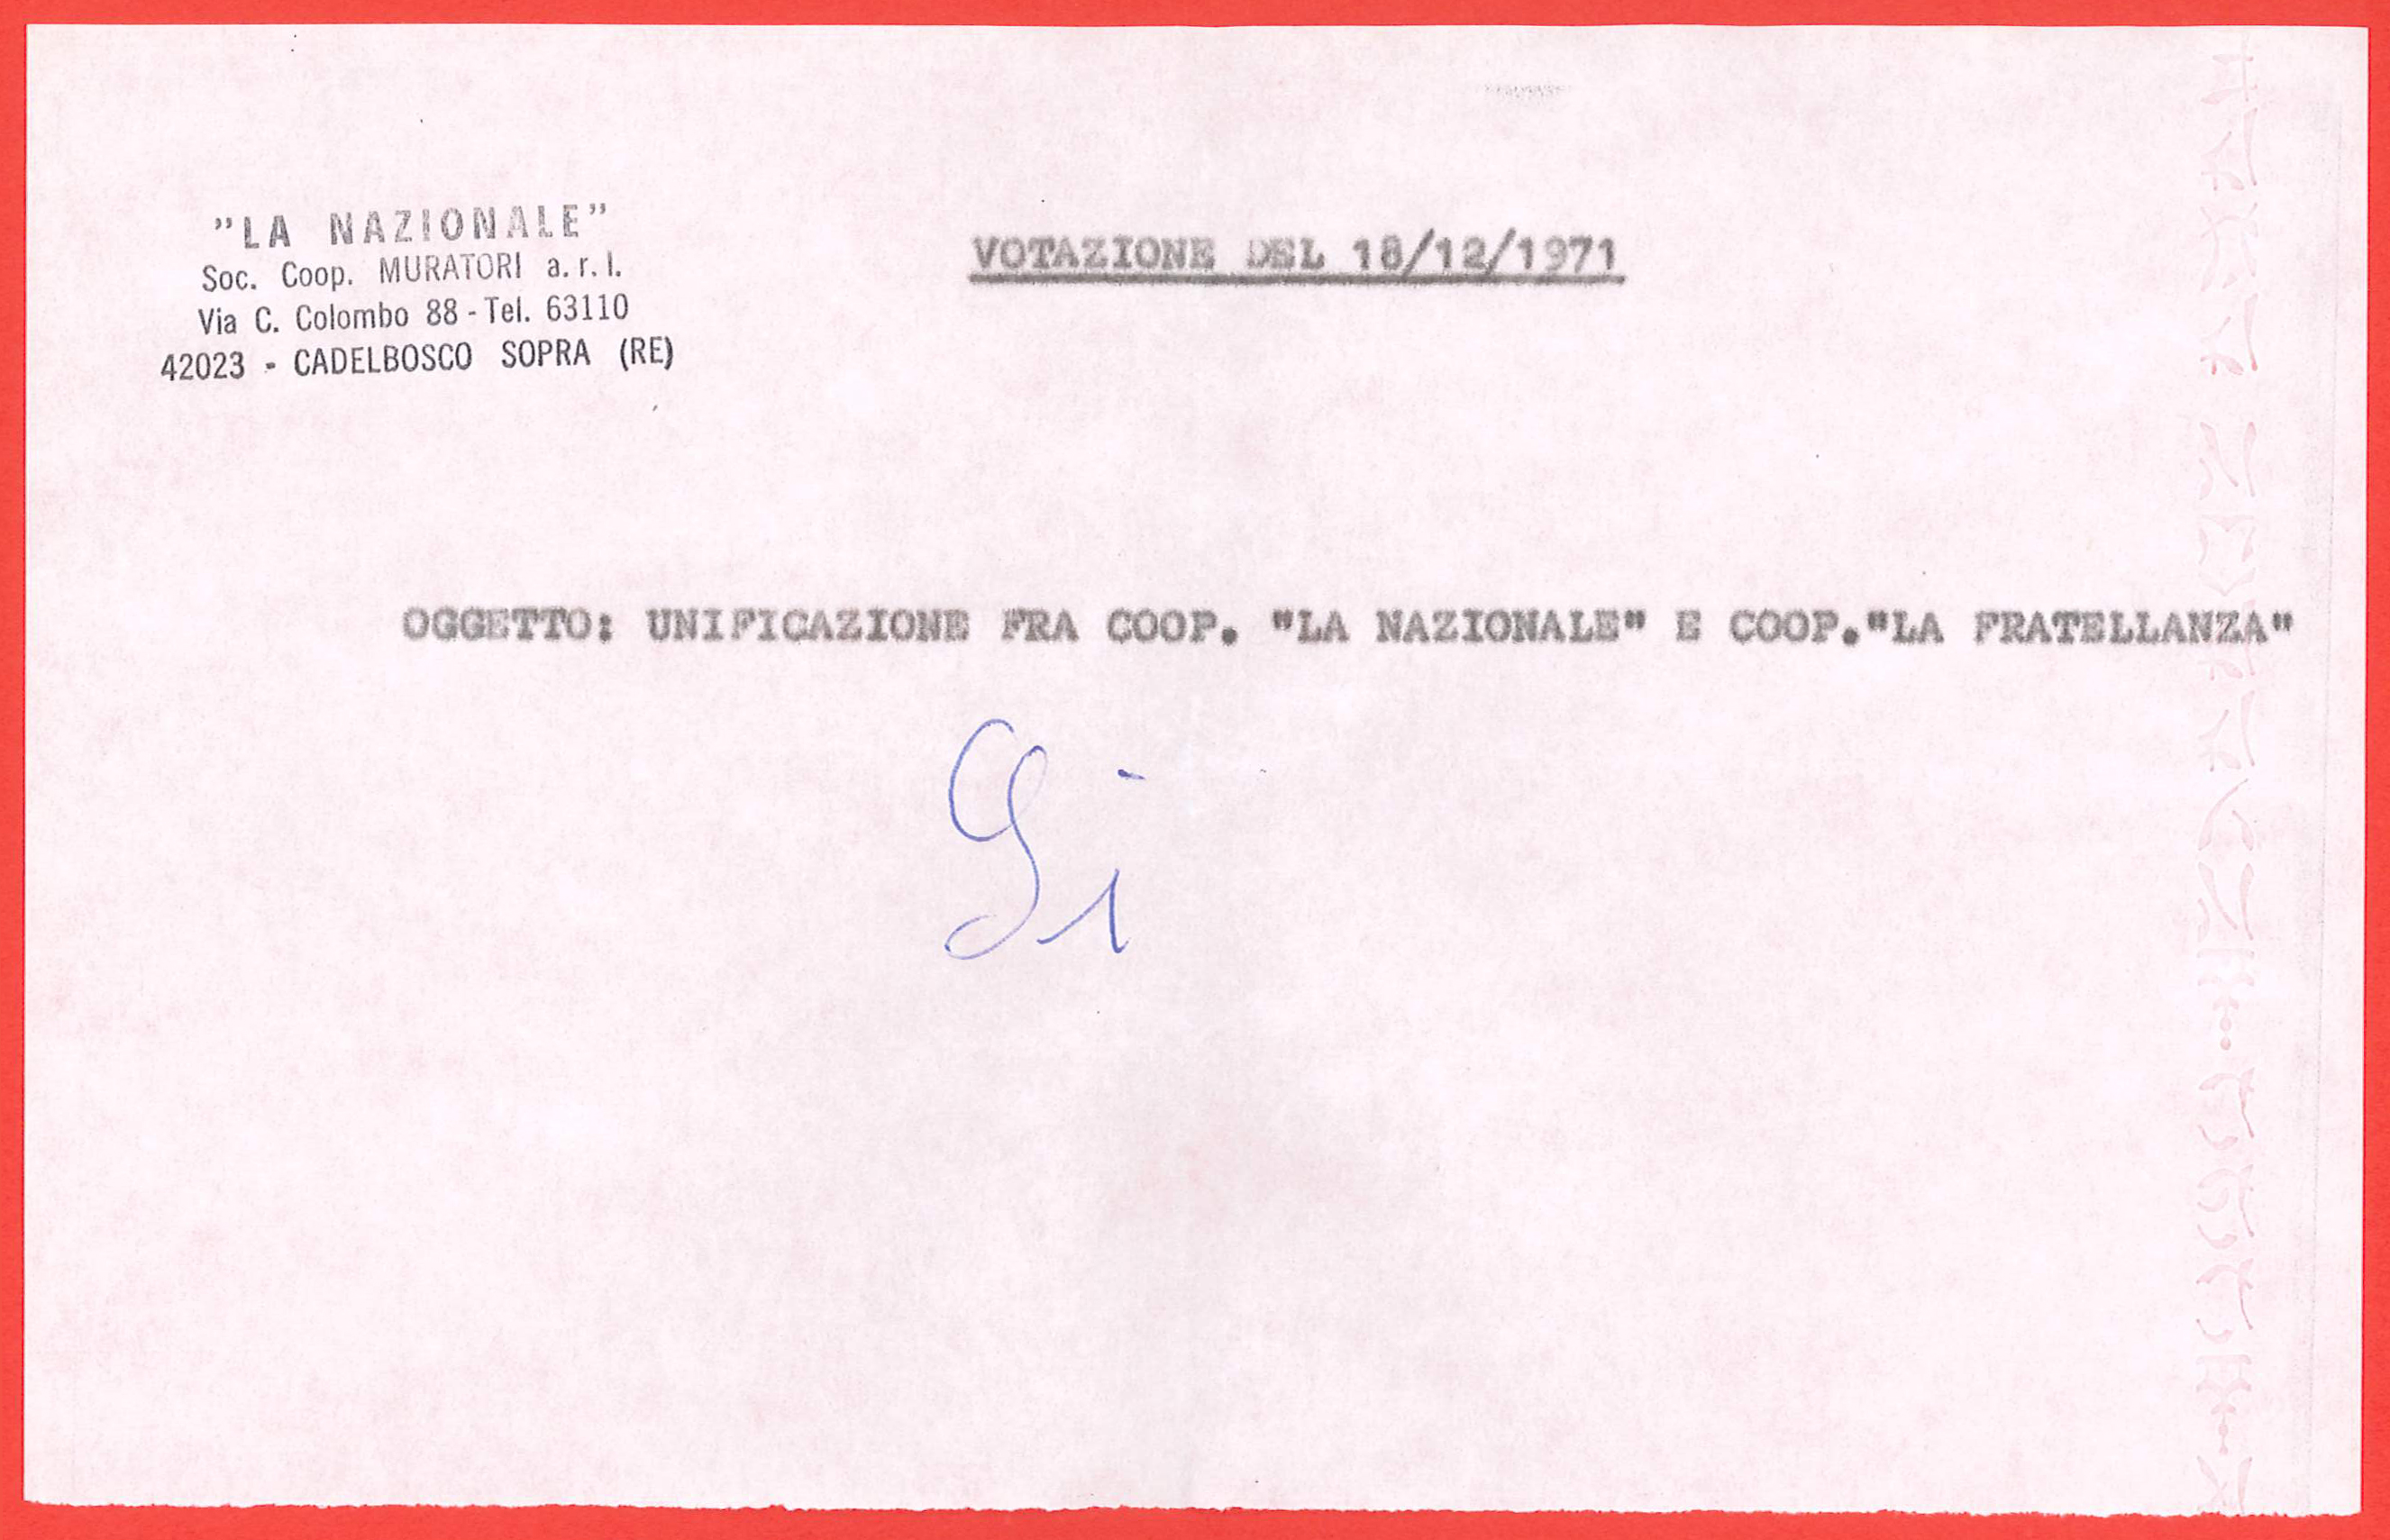 "LA NAZIONALE"
Soc. Coop. MURATORI a. r. l.
Via C. Colombo 88 - Tel. 63110
42023 - CADELBOSCO SOPRA (RE)
VOTAZIONE DEL 18/12/1971
OGGETTO: UNIFICAZIONE FRA COOP. "LA NAZIONALE" E COOP."LA FRATELLANZA"
Si